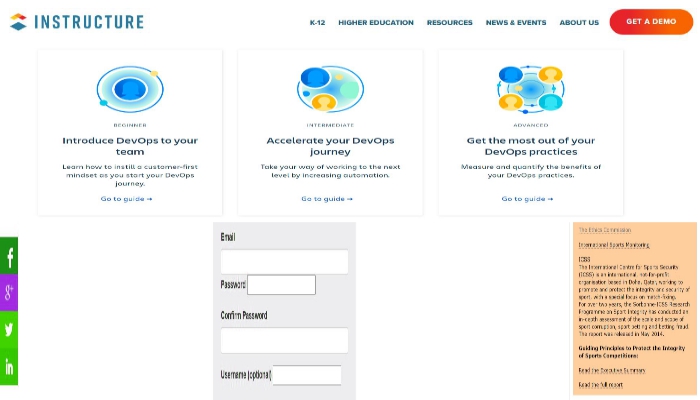 INSTRUCTURE
K-12 HIGHER EDUCATION RESOURCES NEWS & EVENTS ABOUT US GET A DEMO
BEGINNER
Introduce DevOps to your
team
Learn how to instill a customer-first
mindset as you start your DevOps
journey.
Go to guide →
INTERMEDIATE
Accelerate your DevOps
journey
Take your way of working to the next
level by increasing automation.
Go to guide →
ADVANCED
Get the most out of your
DevOps practices
Measure and quantify the benefits of
your DevOps practices.
Go to guide →
Email
Password
Confirm Password
Username (optional)
The Ethics Commission
International Sports Monitoring
ICSS
The International Centre for Sports Security
(ICSS) is an international, not-for-profit
organisation based in Doha, Qatar, working to
promote and protect the integrity and security of
sport, with a special focus on match-fixing.
For over two years, the Sorbonne-ICSS Research
Programme on Sport Integrity has conducted an
in-depth assessment of the scale and scope of
sport corruption, sport betting and betting fraud.
The report was released in May 2014.
Guiding Principles to Protect the Integrity
of Sports Competitions:
Read the Executive Summary
Read the full report